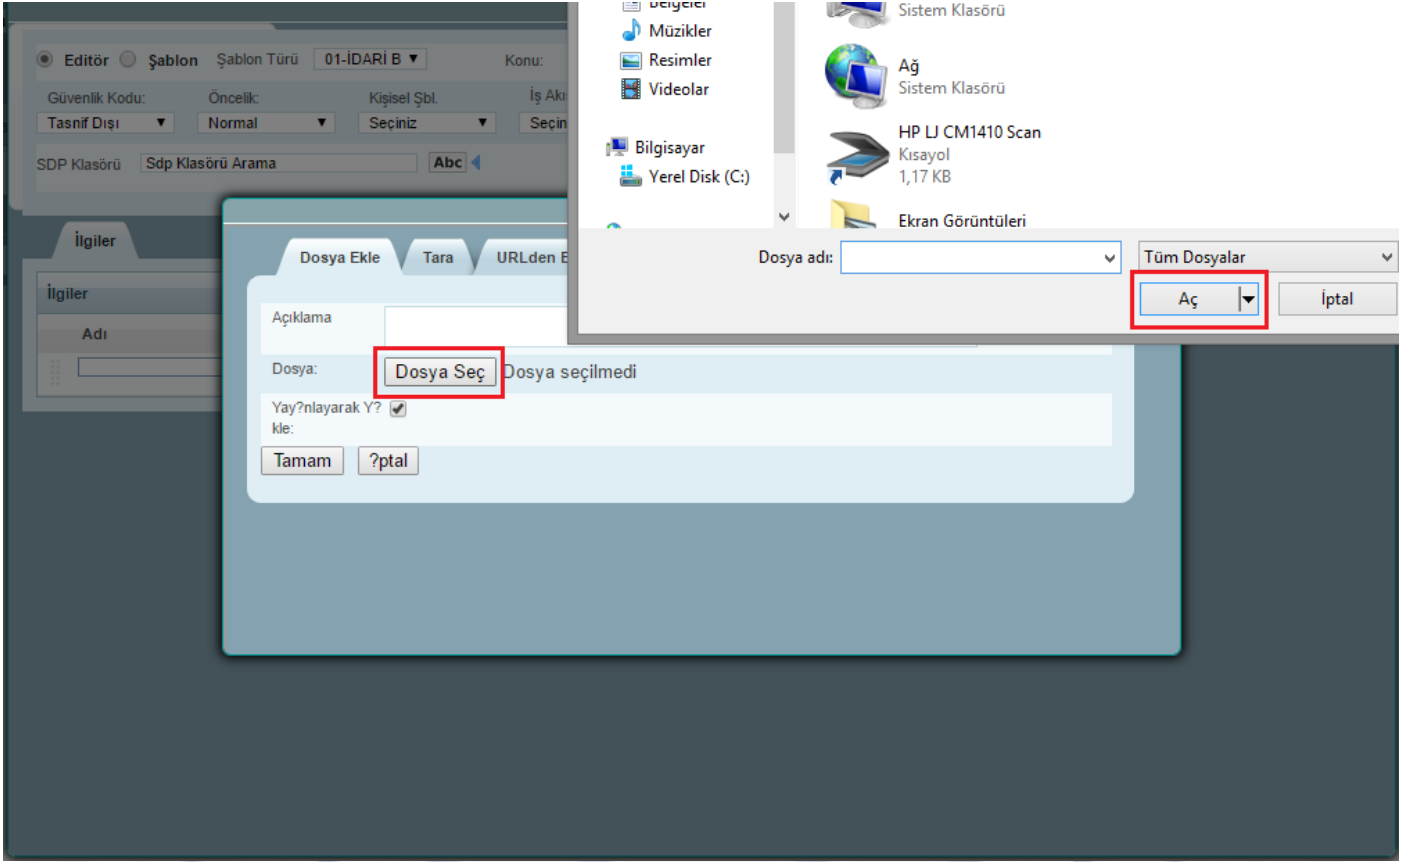 Editör Şablon Şablon Türü 01-İDARİ B Konu:
Güvenlik Kodu: Öncelik: Kişisel Şbl. İş Akı
Tasnif Dışı Normal Seçiniz Seçin
SDP Klasörü Sdp Klasörü Arama Abc
İlgiler
İlgiler
Adı
Dosya Ekle Tara URLden E
Açıklama
Dosya: Dosya Seç Dosya seçilmedi
Yay?nlayarak Y?
kle:
Tamam ?ptal
Belgeler
Müzikler
Resimler
Videolar
Bilgisayar
Yerel Disk (C:)
Sistem Klasörü
Ağ
Sistem Klasörü
HP LJ CM1410 Scan
Kısayol
1,17 KB
Ekran Görüntüleri
Dosya adı: Tüm Dosyalar
Aç İptal